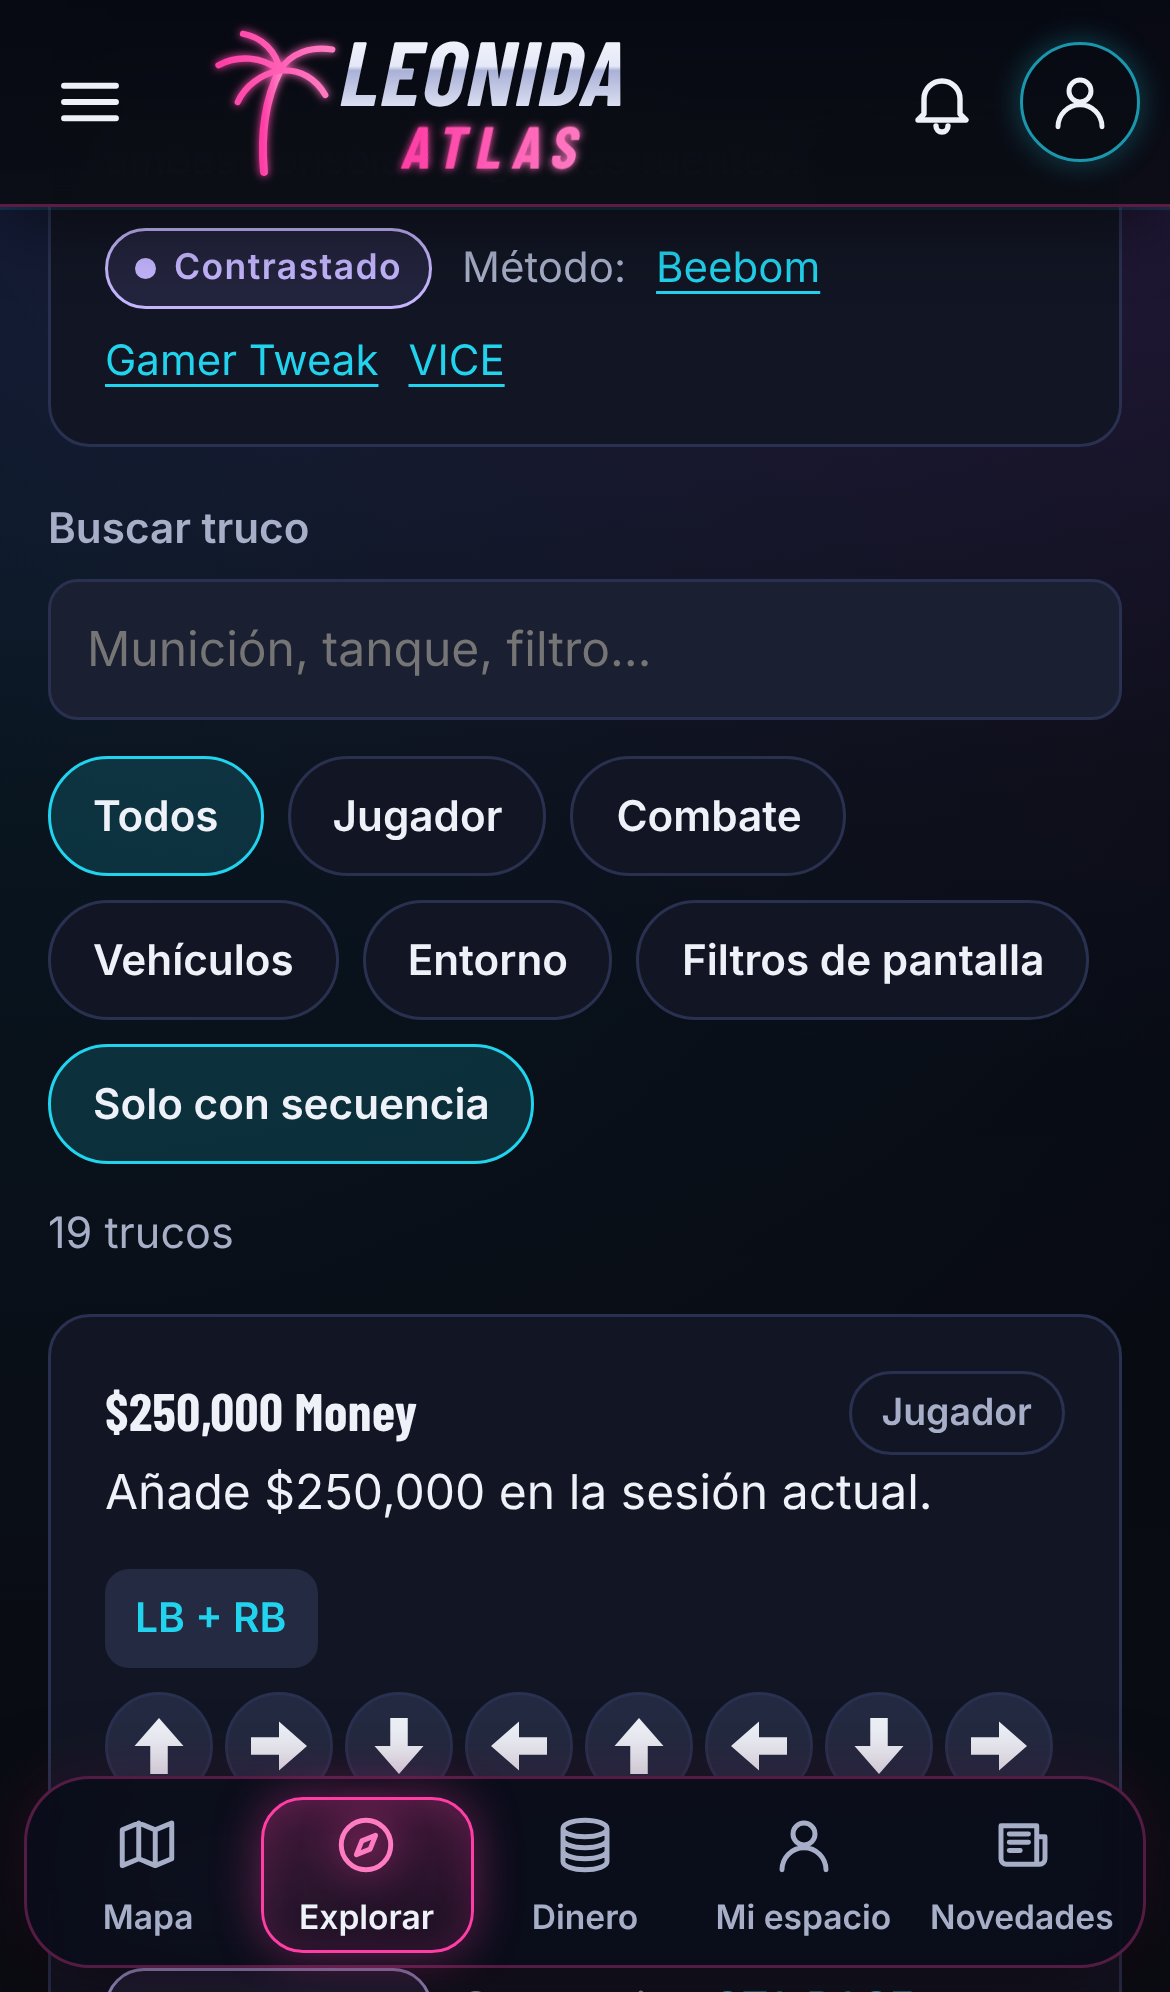 LEONIDA
ATLAS
Contrastado Método: Beebom
Gamer Tweak VICE
Buscar truco
Munición, tanque, filtro...
Todos Jugador Combate
Vehículos Entorno Filtros de pantalla
Solo con secuencia
19 trucos
$250,000 Money Jugador
Añade $250,000 en la sesión actual.
LB + RB
Mapa Explorar Dinero Mi espacio Novedades